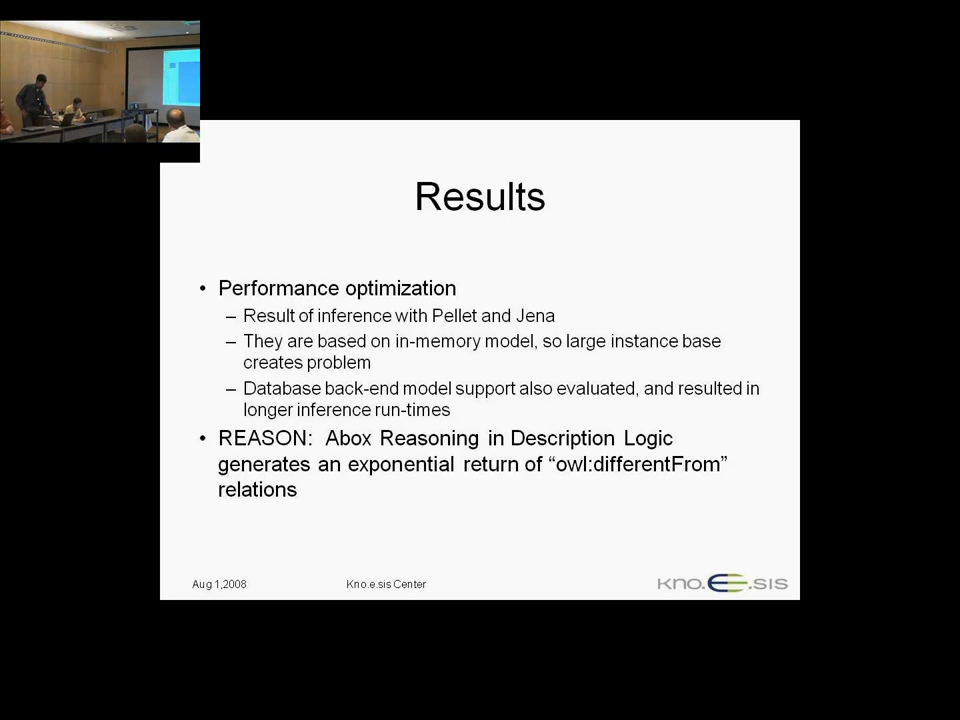 Results
• Performance optimization
– Result of inference with Pellet and Jena
– They are based on in-memory model, so large instance base
creates problem
– Database back-end model support also evaluated, and resulted in
longer inference run-times
• REASON: Abox Reasoning in Description Logic
generates an exponential return of “owl:differentFrom”
relations
Aug 1,2008
Kno.e.sis Center
kno.e.sis